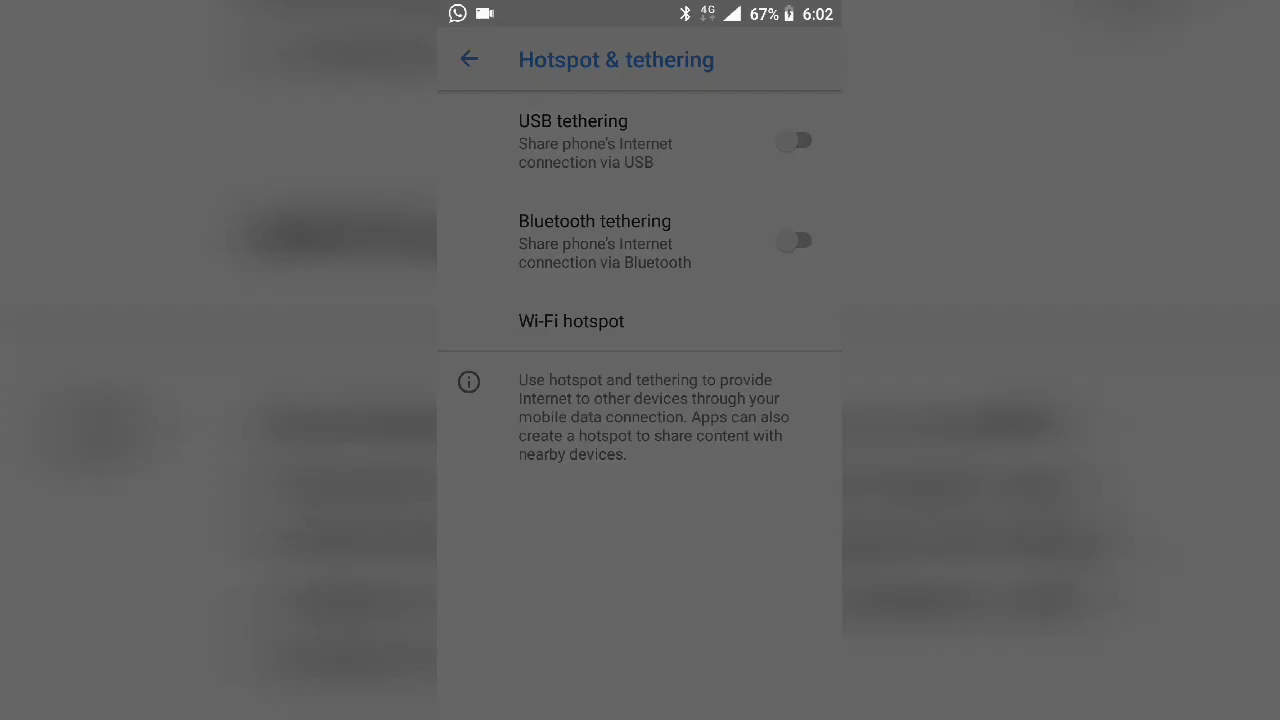 4G 67% 6:02
Hotspot & tethering
USB tethering
Share phone's Internet
connection via USB
Bluetooth tethering
Share phone's Internet
connection via Bluetooth
Wi-Fi hotspot
Use hotspot and tethering to provide
Internet to other devices through your
mobile data connection. Apps can also
create a hotspot to share content with
nearby devices.